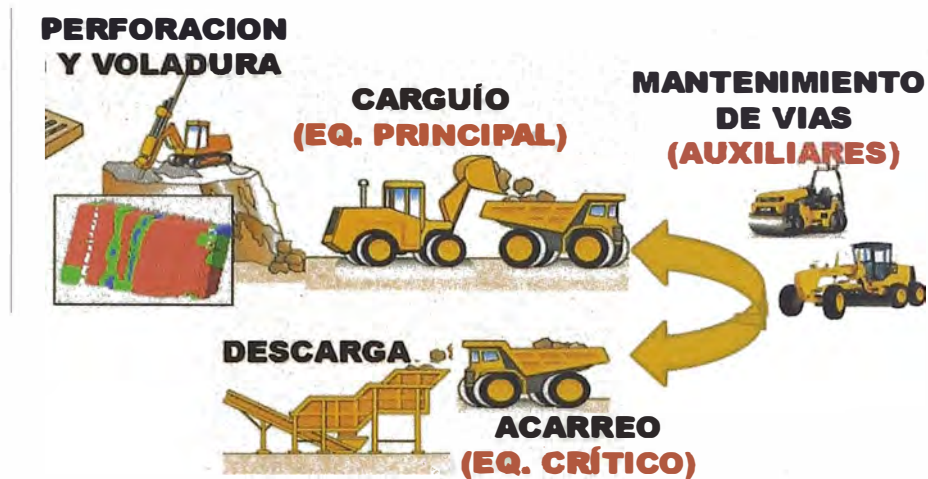 PERFORACION
Y VOLADURA
CARGUÍO
(EQ. PRINCIPAL)
MANTENIMIENTO
DE VIAS
(AUXILIARES)
DESCARGA
ACARREO
(EQ. CRÍTICO)